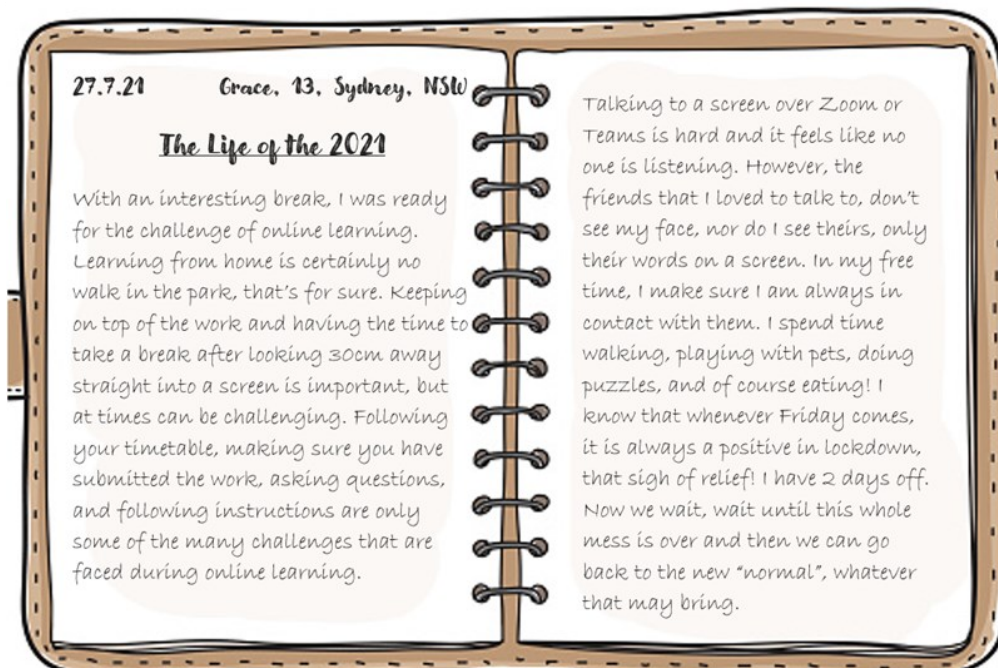 27.7.21 Grace, 13, Sydney, NSW
The Life of the 2021
With an interesting break, I was ready
for the challenge of online learning.
Learning from home is certainly no
walk in the park, that's for sure. Keeping
on top of the work and having the time to
take a break after looking 30cm away
straight into a screen is important, but
at times can be challenging. Following
your timetable, making sure you have
submitted the work, asking questions,
and following instructions are only
some of the many challenges that are
faced during online learning.
Talking to a screen over Zoom or
Teams is hard and it feels like no
one is listening. However, the
friends that I loved to talk to, don't
see my face, nor do I see theirs, only
their words on a screen. In my free
time, I make sure I am always in
contact with them. I spend time
walking, playing with pets, doing
puzzles, and of course eating! I
know that whenever Friday comes,
it is always a positive in lockdown,
that sigh of relief! I have 2 days off.
Now we wait, wait until this whole
mess is over and then we can go
back to the new "normal", whatever
that may bring.